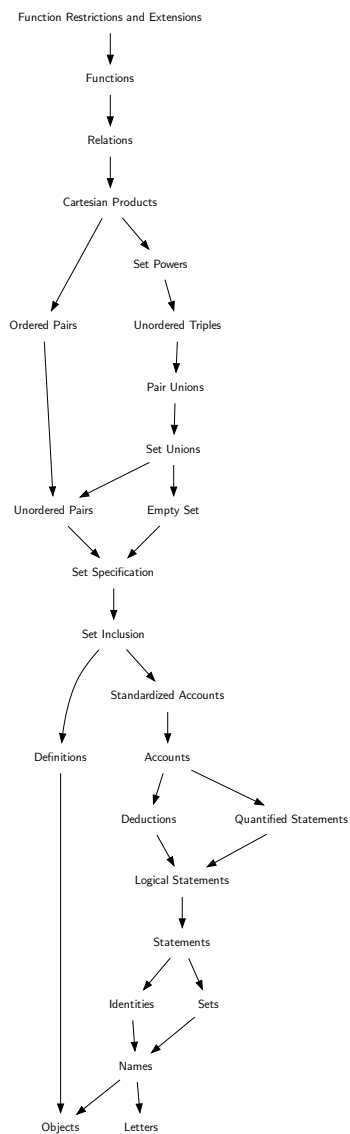 Function Restrictions and Extensions
Functions
Relations
Cartesian Products
Set Powers
Ordered Pairs
Unordered Triples
Pair Unions
Set Unions
Unordered Pairs
Empty Set
Set Specification
Set Inclusion
Standardized Accounts
Definitions
Accounts
Deductions
Quantified Statements
Logical Statements
Statements
Identities
Sets
Names
Objects
Letters